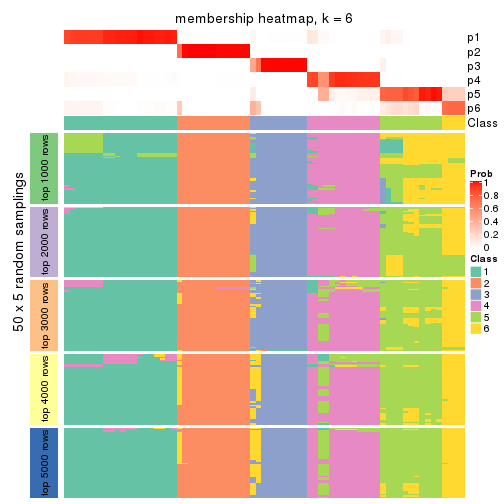 membership heatmap, k = 6
p1
p2
p3
p4
p5
p6
Class
50 x 5 random samplings
top 1000 rows
top 2000 rows
top 3000 rows
top 4000 rows
top 5000 rows
Prob
1
0.8
0.6
0.4
0.2
0
Class
1
2
3
4
5
6